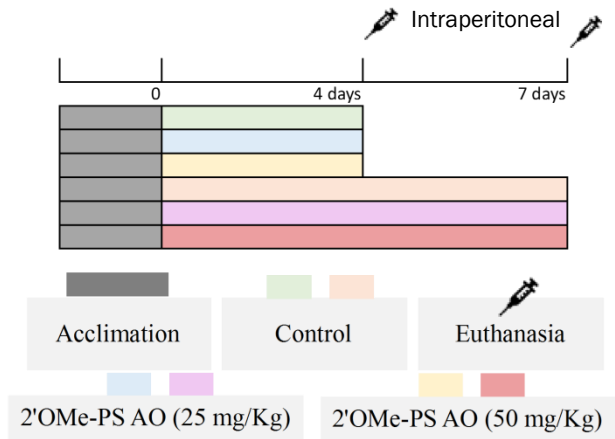 Intraperitoneal
0 4 days 7 days
Acclimation Control Euthanasia
2'OMe-PS AO (25 mg/Kg) 2'OMe-PS AO (50 mg/Kg)